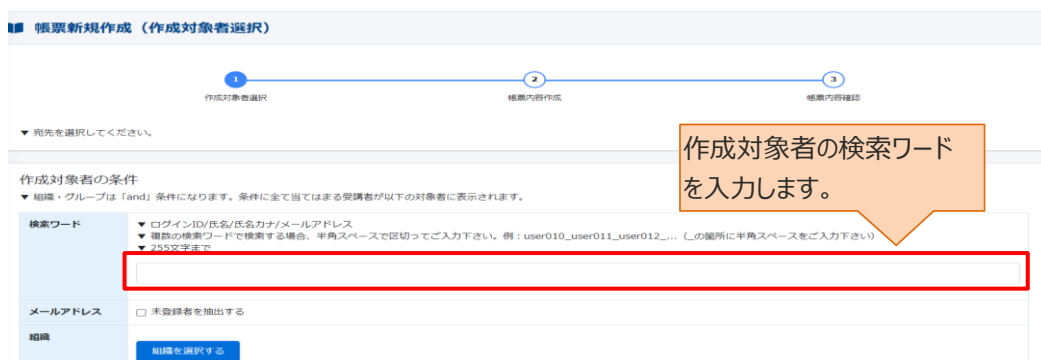 帳票新規作成（作成対象者選択）
1
2
3
作成対象者選択
帳票内容作成
帳票内容確認
▼ 宛先を選択してください。
作成対象者の検索ワード
を入力します。
作成対象者の条件
▼ 組織・グループは「and」条件になります。条件に全て当てはまる受講者が以下の対象者に表示されます。
検索ワード
▼ ログインID/氏名/氏名カナ/メールアドレス
▼ 複数の検索ワードで検索する場合、半角スペースで区切ってご入力下さい。例：user010_user011_user012_...（_の箇所に半角スペースをご入力下さい）
▼ 255文字まで
メールアドレス
未登録者を抽出する
組織
組織を選択する